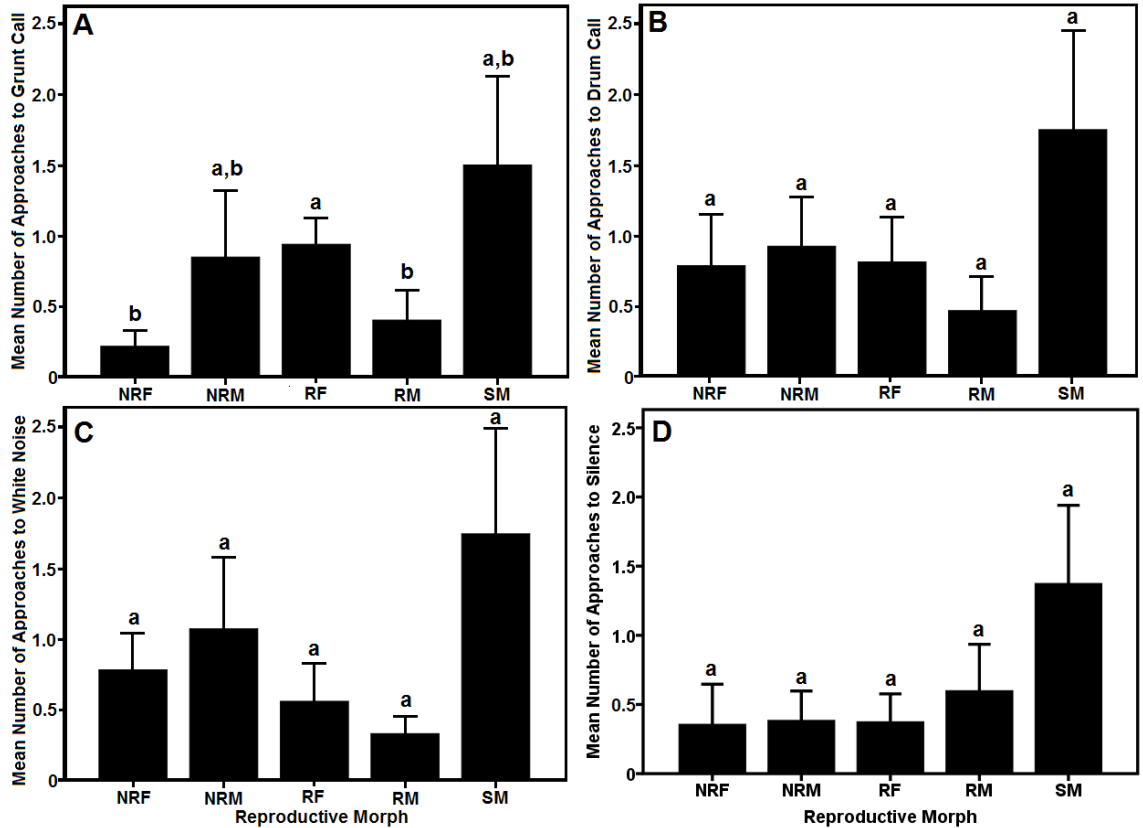 A
Mean Number of Approaches to Grunt Call
2.5
2.0
1.5
1.0
0.5
0
b
a,b
a
b
a,b
NRF NRM RF RM SM
B
Mean Number of Approaches to Drum Call
2.5
2.0
1.5
1.0
0.5
0
a
a
a
a
a
NRF NRM RF RM SM
C
Mean Number of Approaches to White Noise
2.5
2.0
1.5
1.0
0.5
0
a
a
a
a
a
NRF NRM RF RM SM
Reproductive Morph
D
Mean Number of Approaches to Silence
2.5
2.0
1.5
1.0
0.5
0
a
a
a
a
a
NRF NRM RF RM SM
Reproductive Morph